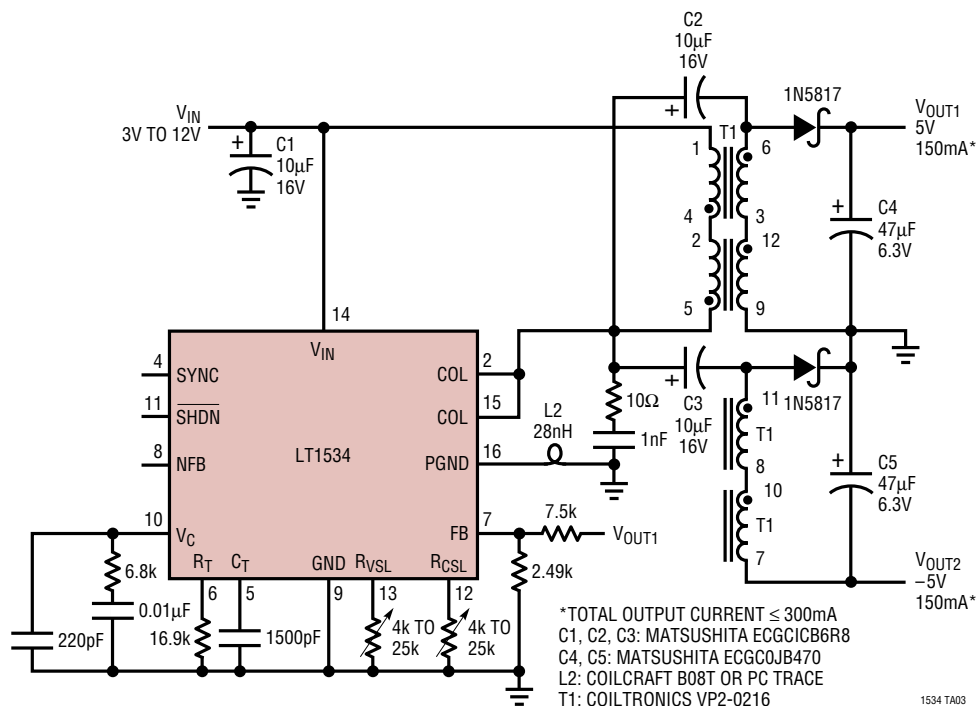 C2
10µF
16V
+
1N5817
VIN
3V TO 12V
+
C1
10µF
16V
T1
1
6
4
3
2
12
5
9
VOUT1
5V
150mA*
+
C4
47µF
6.3V
14
VIN
4
SYNC
11
SHDN
8
NFB
10
VC
LT1534
2
COL
15
COL
16
PGND
7
FB
RT
6
CT
5
GND
9
RVSL
13
RCSL
12
L2
28nH
10Ω
1nF
+
C3
10µF
16V
1N5817
11
T1
8
10
T1
7
+
C5
47µF
6.3V
7.5k
VOUT1
2.49k
VOUT2
–5V
150mA*
6.8k
0.01µF
220pF
16.9k
1500pF
4k TO
25k
4k TO
25k
*TOTAL OUTPUT CURRENT ≤ 300mA
C1, C2, C3: MATSUSHITA ECGCICB6R8
C4, C5: MATSUSHITA ECGC0JB470
L2: COILCRAFT B08T OR PC TRACE
T1: COILTRONICS VP2-0216
1534 TA03